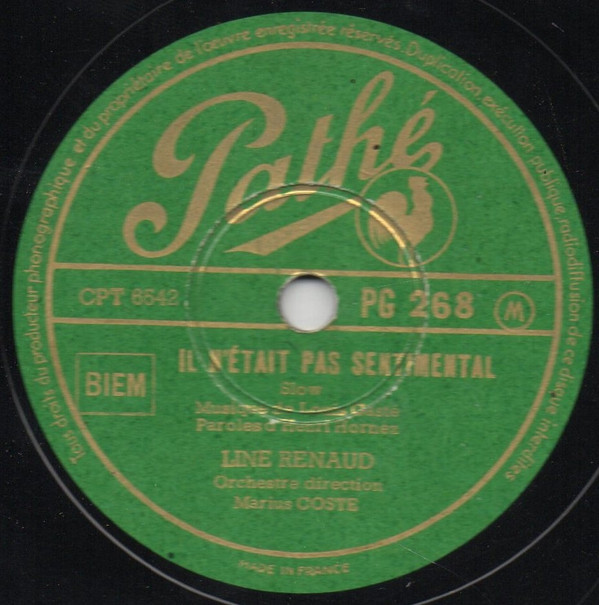 Tous droits du producteur phonographique et du propriétaire de l'oeuvre enregistrée réservés. Duplication, exécution publique, radiodiffusion de ce disque interdites
Pathé
CPT 6542
PG 268
M
IL N'ÉTAIT PAS SENTIMENTAL
BIEM
Slow
Musique de Louis Gasté
Paroles d'Henri Hornez
LINE RENAUD
Orchestre direction
Marius COSTE
MADE IN FRANCE